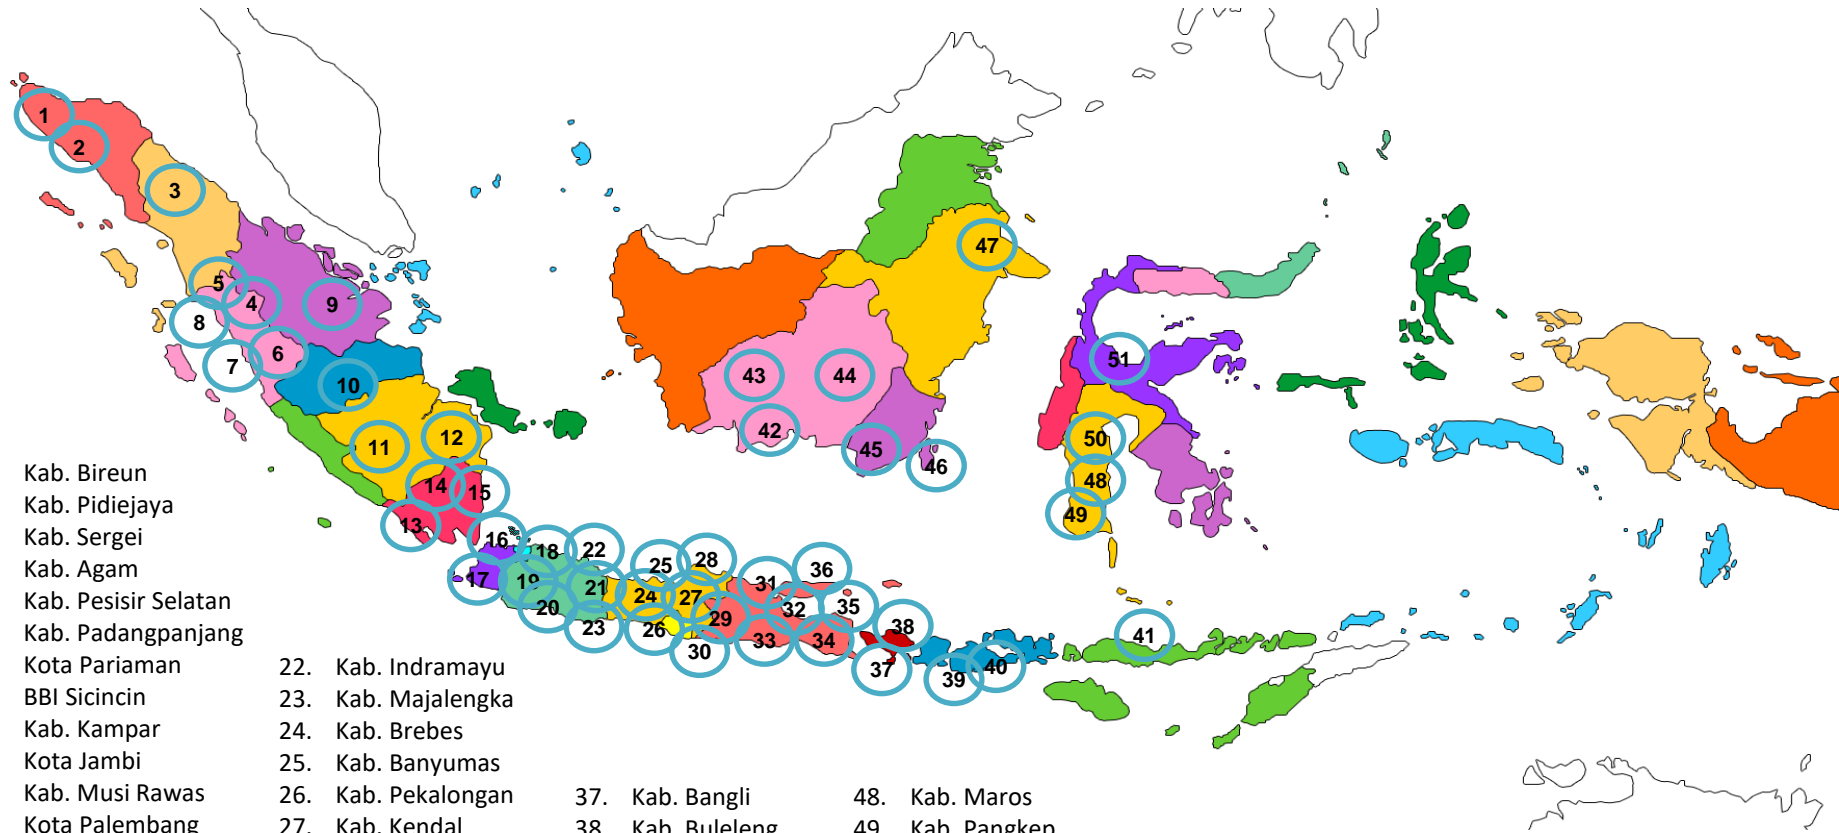 1
2
3
5
4
9
8
6
7
10
11
12
14
15
13
16
17
18
19
20
21
22
23
24
25
26
27
28
29
30
31
32
33
34
35
36
37
38
39
40
41
42
43
44
45
46
47
48
49
50
51
Kab. Bireun
Kab. Pidiejaya
Kab. Sergei
Kab. Agam
Kab. Pesisir Selatan
Kab. Padangpanjang
Kota Pariaman
BBI Sicincin
Kab. Kampar
Kota Jambi
Kab. Musi Rawas
Kota Palembang
22. Kab. Indramayu
23. Kab. Majalengka
24. Kab. Brebes
25. Kab. Banyumas
26. Kab. Pekalongan
27. Kab. Kendal
37. Kab. Bangli
38. Kab. Buleleng
48. Kab. Maros
49. Kab. Pangkep